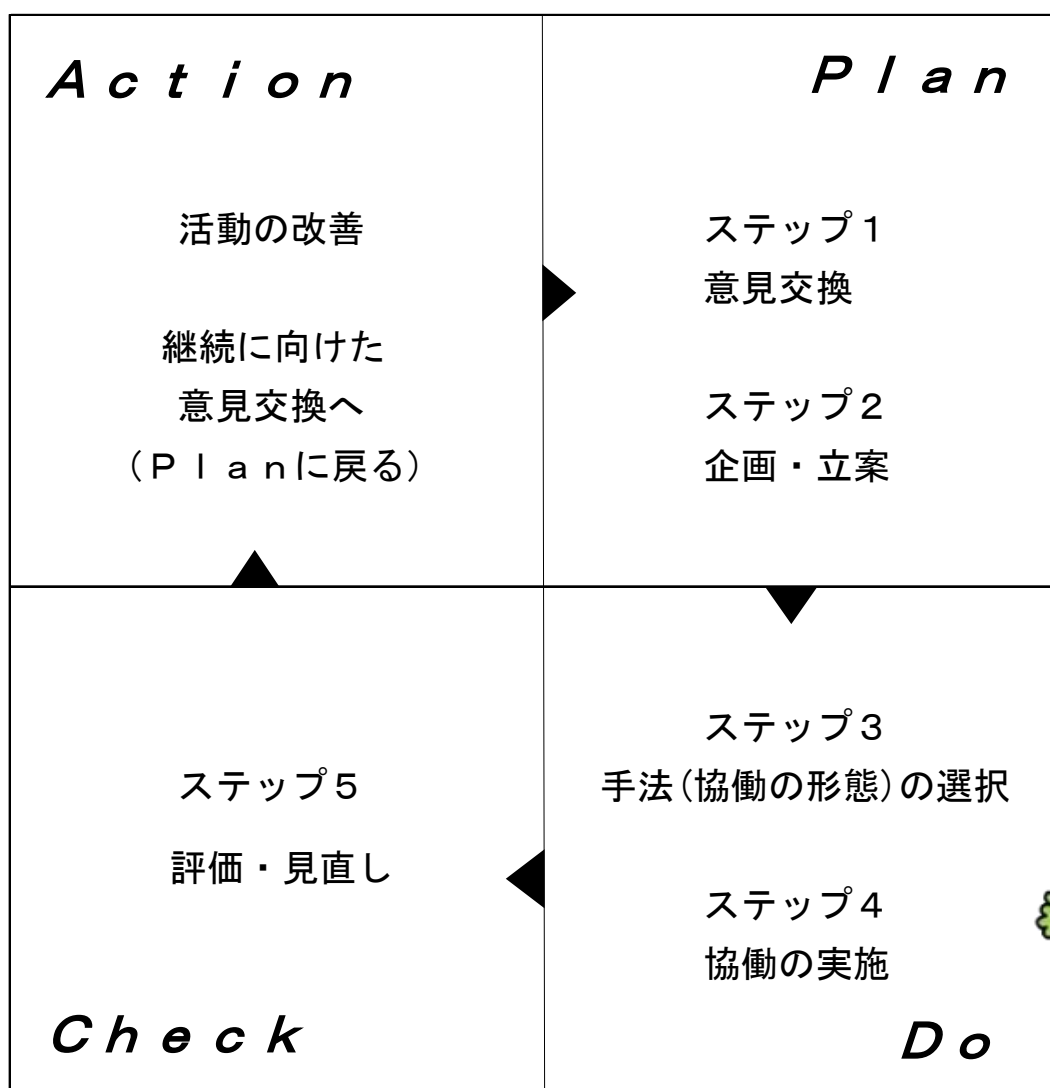 Action
活動の改善
継続に向けた
意見交換へ
(Planに戻る)
Plan
ステップ1
意見交換
ステップ2
企画・立案
ステップ3
手法(協働の形態)の選択
ステップ4
協働の実施
Do
ステップ5
評価・見直し
Check